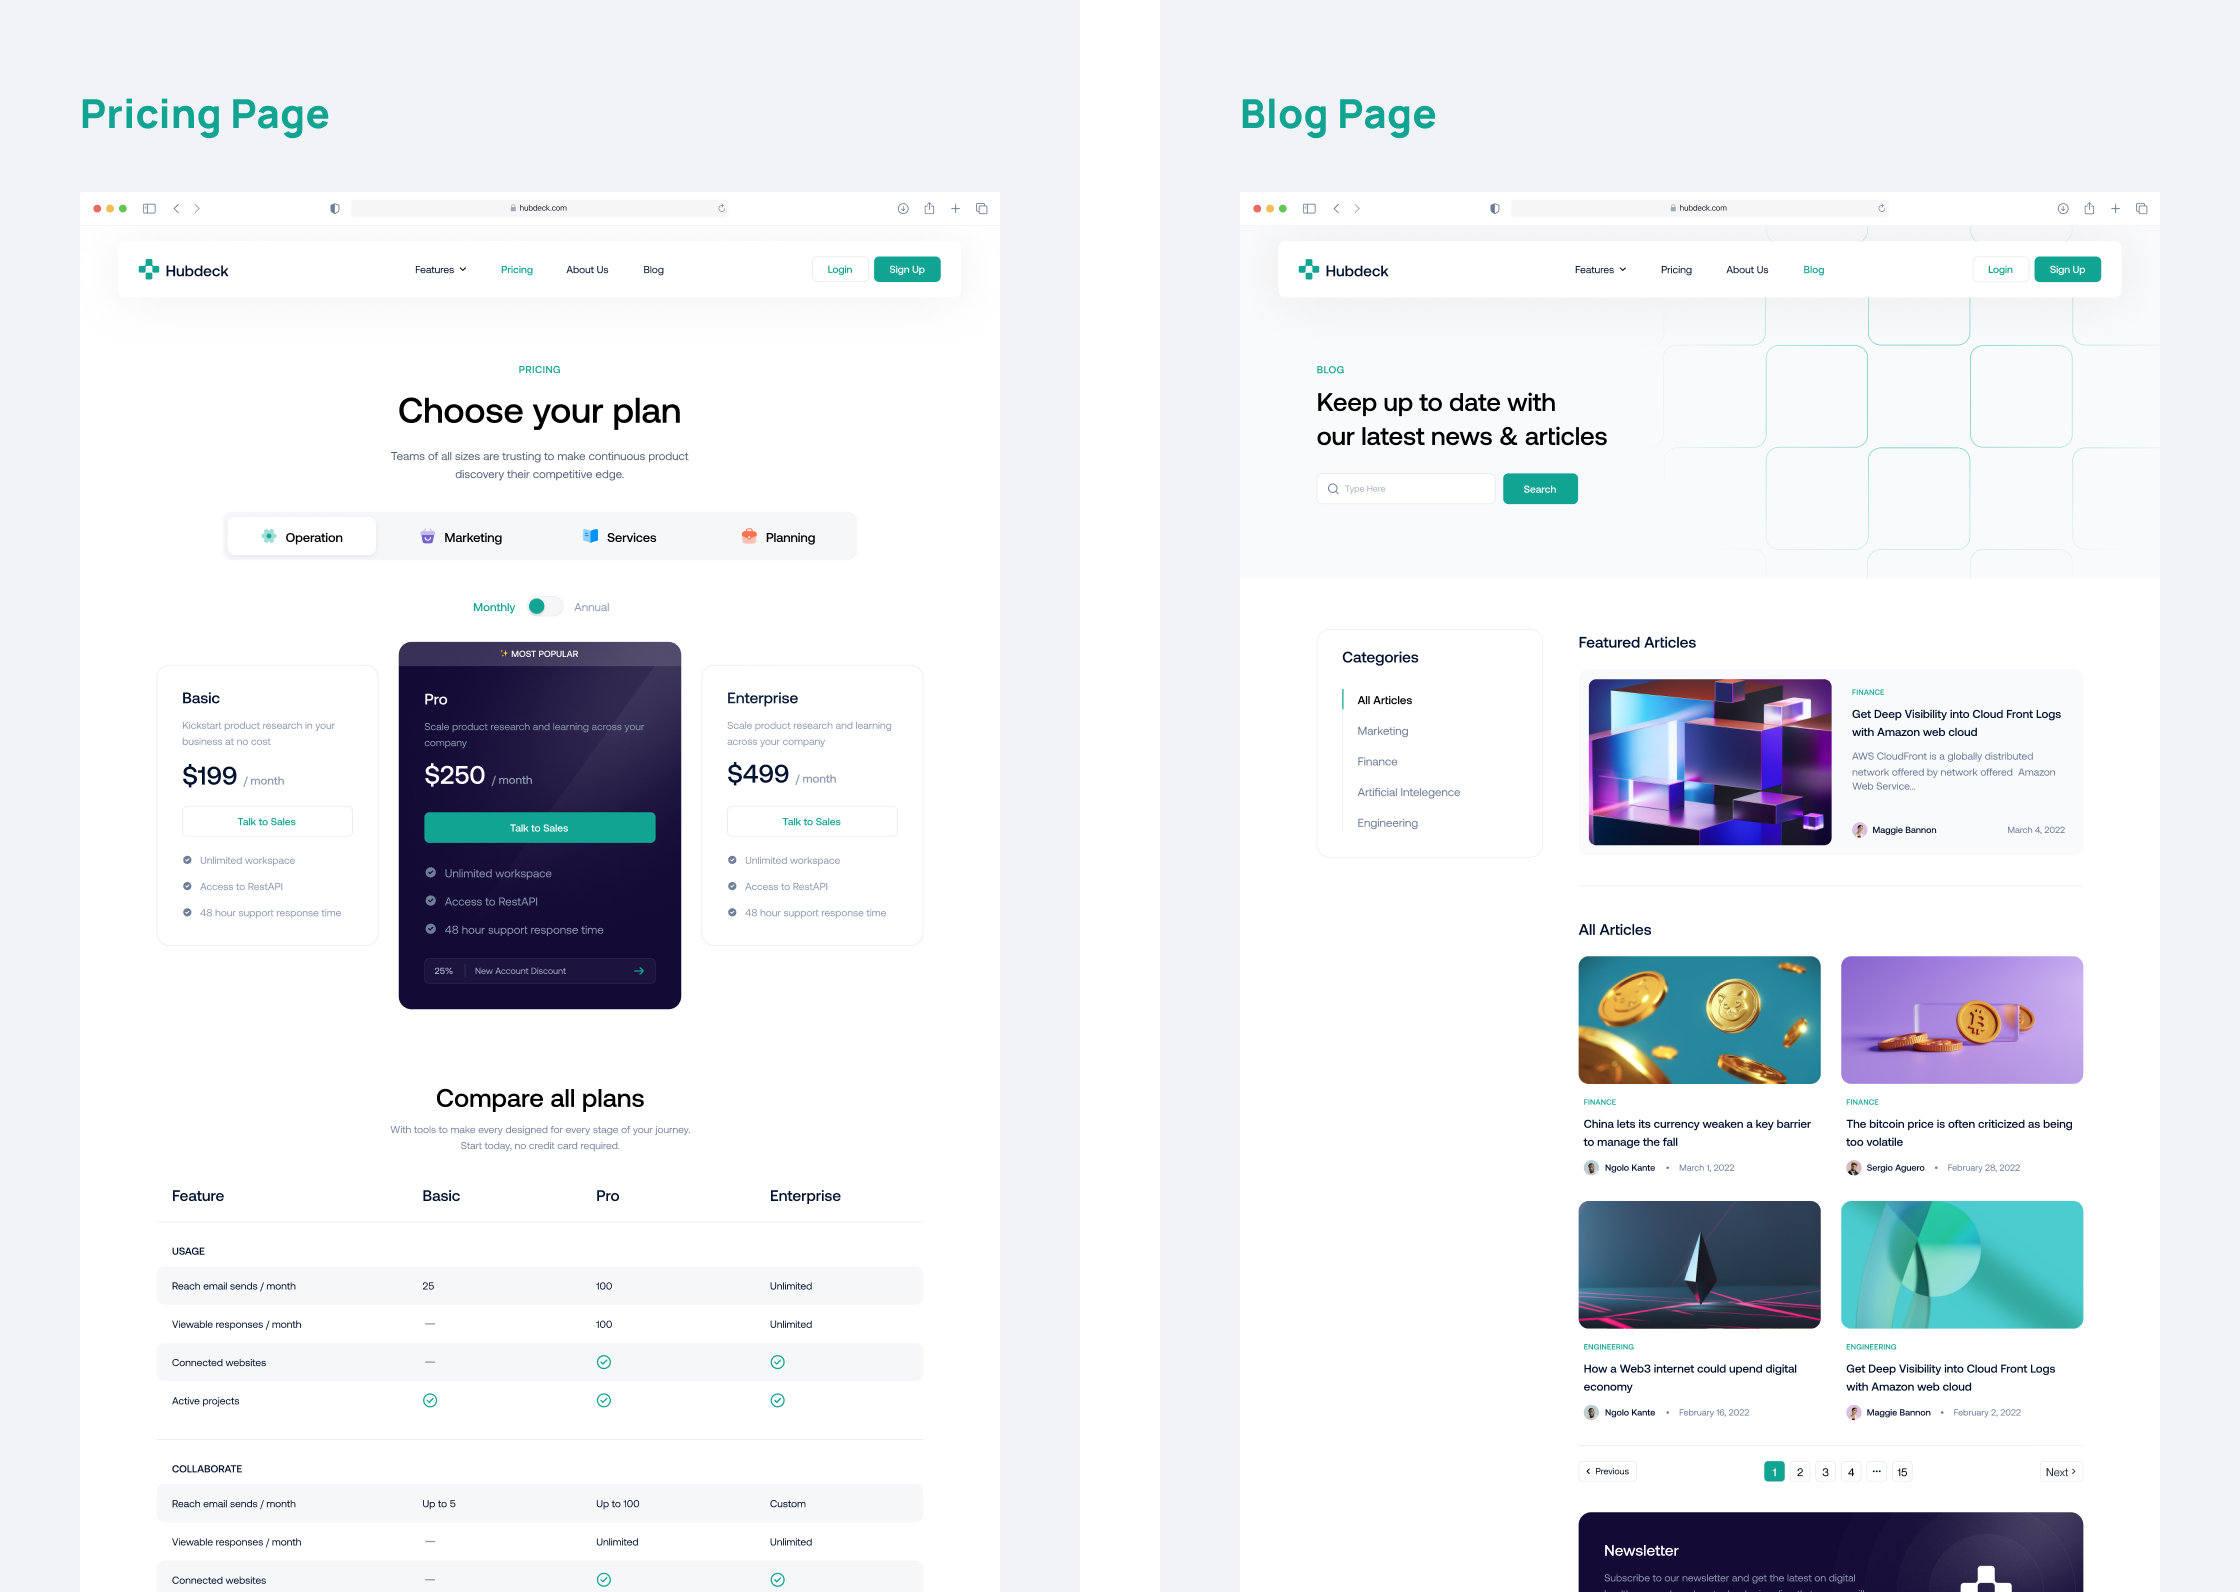 Pricing Page
hubdeck.com
Hubdeck
Features
Pricing
About Us
Blog
Login
Sign Up
PRICING
Choose your plan
Teams of all sizes are trusting to make continuous product
discovery their competitive edge.
Operation
Marketing
Services
Planning
Monthly
Annual
Basic
Kickstart product research in your
business at no cost
$199 / month
Talk to Sales
Unlimited workspace
Access to RestAPI
48 hour support response time
MOST POPULAR
Pro
Scale product research and learning across your
company
$250 / month
Talk to Sales
Unlimited workspace
Access to RestAPI
48 hour support response time
25% New Account Discount
Enterprise
Scale product research and learning
across your company
$499 / month
Talk to Sales
Unlimited workspace
Access to RestAPI
48 hour support response time
Compare all plans
With tools to make every designed for every stage of your journey.
Start today, no credit card required.
Feature Basic Pro Enterprise
USAGE
Reach email sends / month 25 100 Unlimited
Viewable responses / month — 100 Unlimited
Connected websites —
Active projects
COLLABORATE
Reach email sends / month Up to 5 Up to 100 Custom
Viewable responses / month — Unlimited Unlimited
Connected websites —
Blog Page
hubdeck.com
Hubdeck
Features
Pricing
About Us
Blog
Login
Sign Up
BLOG
Keep up to date with
our latest news & articles
Type Here
Search
Categories
All Articles
Marketing
Finance
Artificial Intelegence
Engineering
Featured Articles
FINANCE
Get Deep Visibility into Cloud Front Logs
with Amazon web cloud
AWS CloudFront is a globally distributed
network offered by network offered Amazon
Web Service...
Maggie Bannon March 4, 2022
All Articles
FINANCE
China lets its currency weaken a key barrier
to manage the fall
Ngolo Kante • March 1, 2022
FINANCE
The bitcoin price is often criticized as being
too volatile
Sergio Aguero • February 28, 2022
ENGINEERING
How a Web3 internet could upend digital
economy
Ngolo Kante • February 16, 2022
ENGINEERING
Get Deep Visibility into Cloud Front Logs
with Amazon web cloud
Maggie Bannon • February 2, 2022
Previous 1 2 3 4 ... 15 Next
Newsletter
Subscribe to our newsletter and get the latest on digital